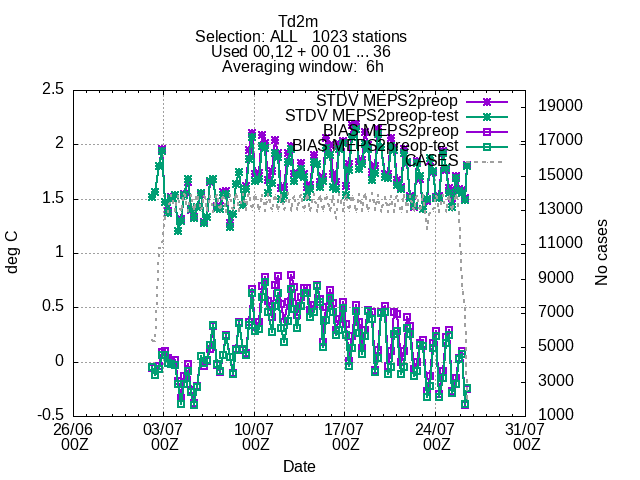 Td2m
Selection: ALL 1023 stations
Used 00,12 + 00 01 ... 36
Averaging window: 6h
STDV MEPS2preop
STDV MEPS2preop-test
BIAS MEPS2preop
BIAS MEPS2preop-test
CASES
deg C
2.5
2
1.5
1
0.5
0
-0.5
No cases
19000
17000
15000
13000
11000
9000
7000
5000
3000
1000
26/06 03/07 10/07 17/07 24/07 31/07
00Z 00Z 00Z 00Z 00Z 00Z
Date